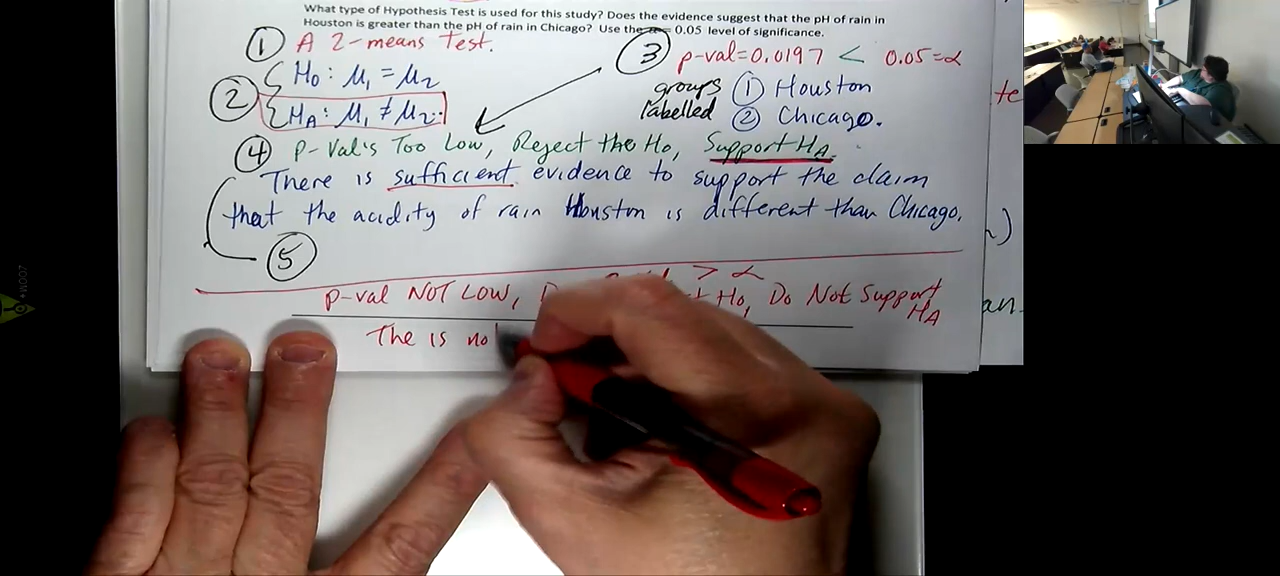 What type of Hypothesis Test is used for this study? Does the evidence suggest that the pH of rain in
Houston is greater than the pH of rain in Chicago? Use the 0.05 level of significance.
① A 2-means Test.
② H₀ : μ₁ = μ₂
Hₐ : μ₁ ≠ μ₂
③ p-val=0.0197 < 0.05=α
groups labelled ① Houston
② Chicago.
④ P-Val's Too Low, Reject the Ho, Support HA.
There is sufficient evidence to support the claim
that the acidity of rain Houston is different than Chicago.
⑤
> α
p-val NOT LOW, Ho, Do Not Support HA
The is no
te
an
ZOOM